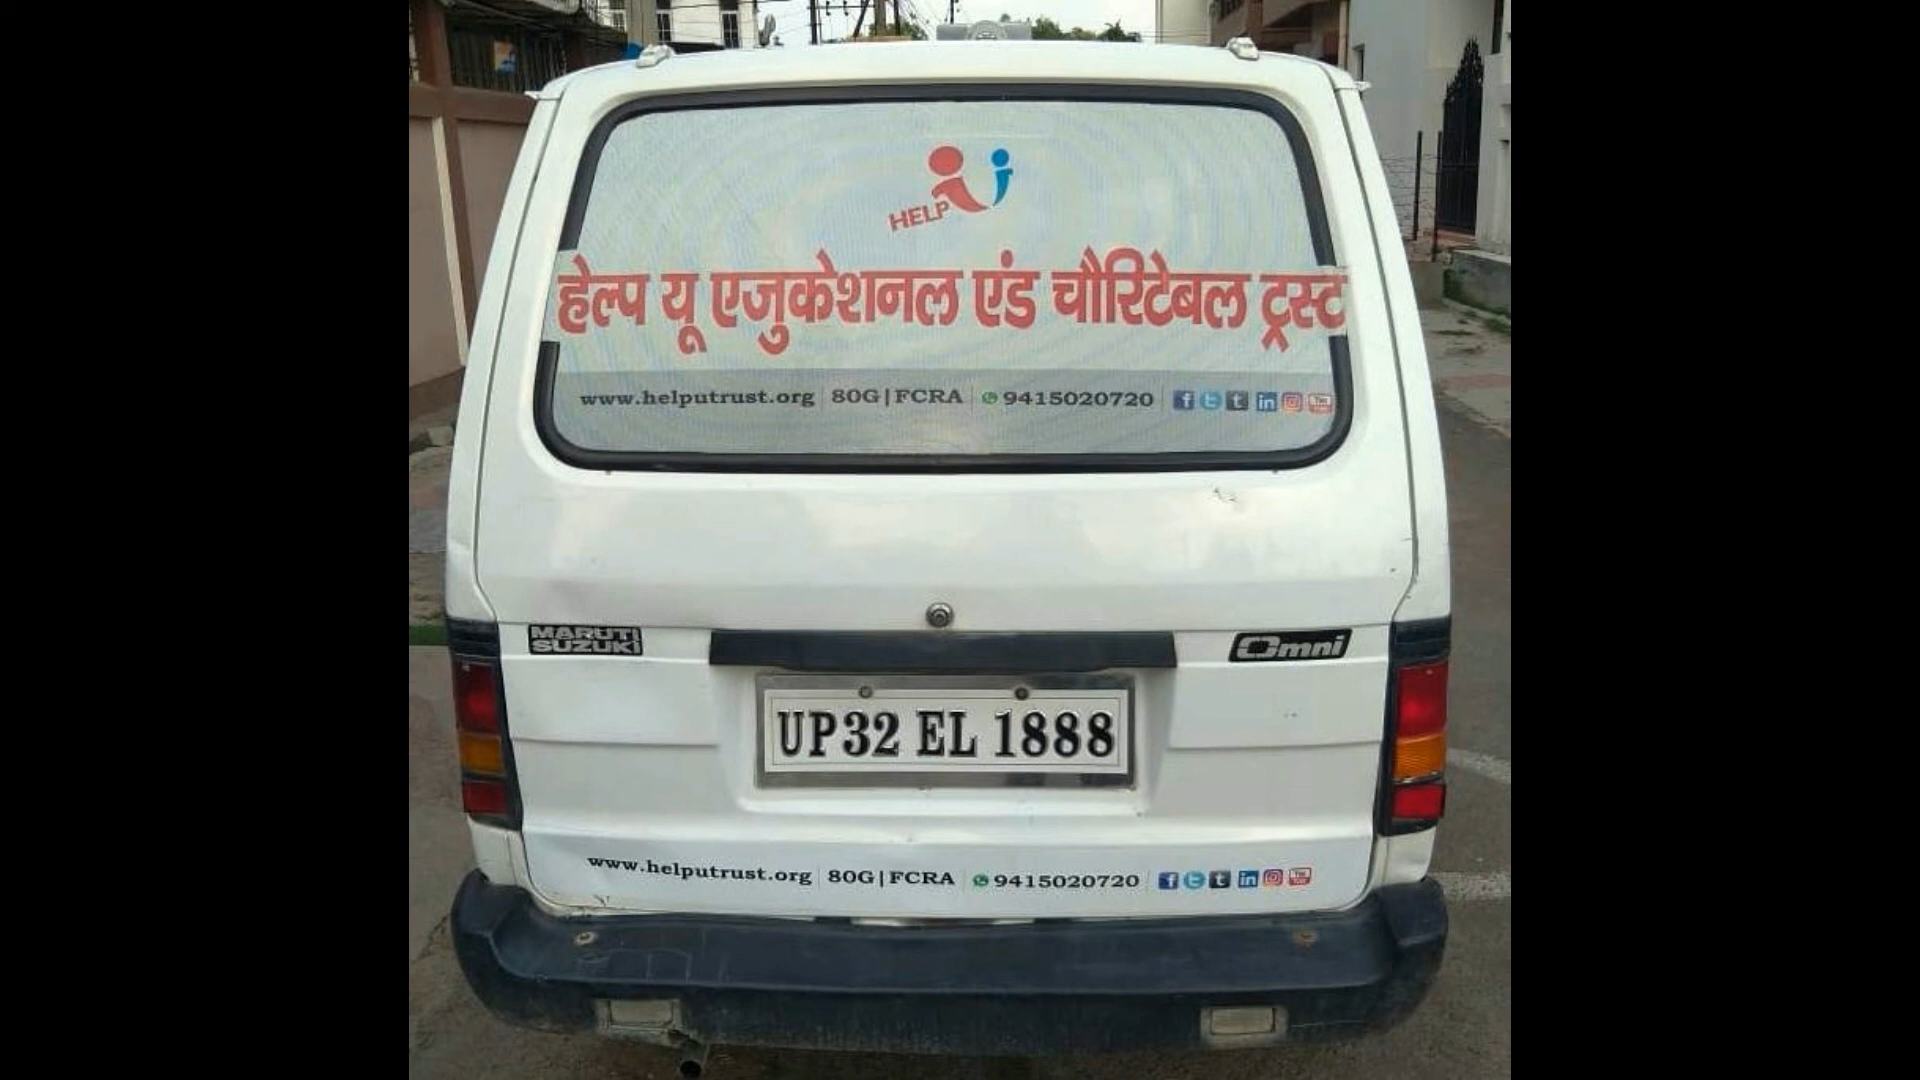 HELP
हेल्प यू एजुकेशनल एंड चौरिटेबल ट्रस्ट
www.helputrust.org | 80G|FCRA | 9415020720
MARUTI SUZUKI
Omni
UP32 EL 1888
www.helputrust.org | 80G|FCRA | 9415020720